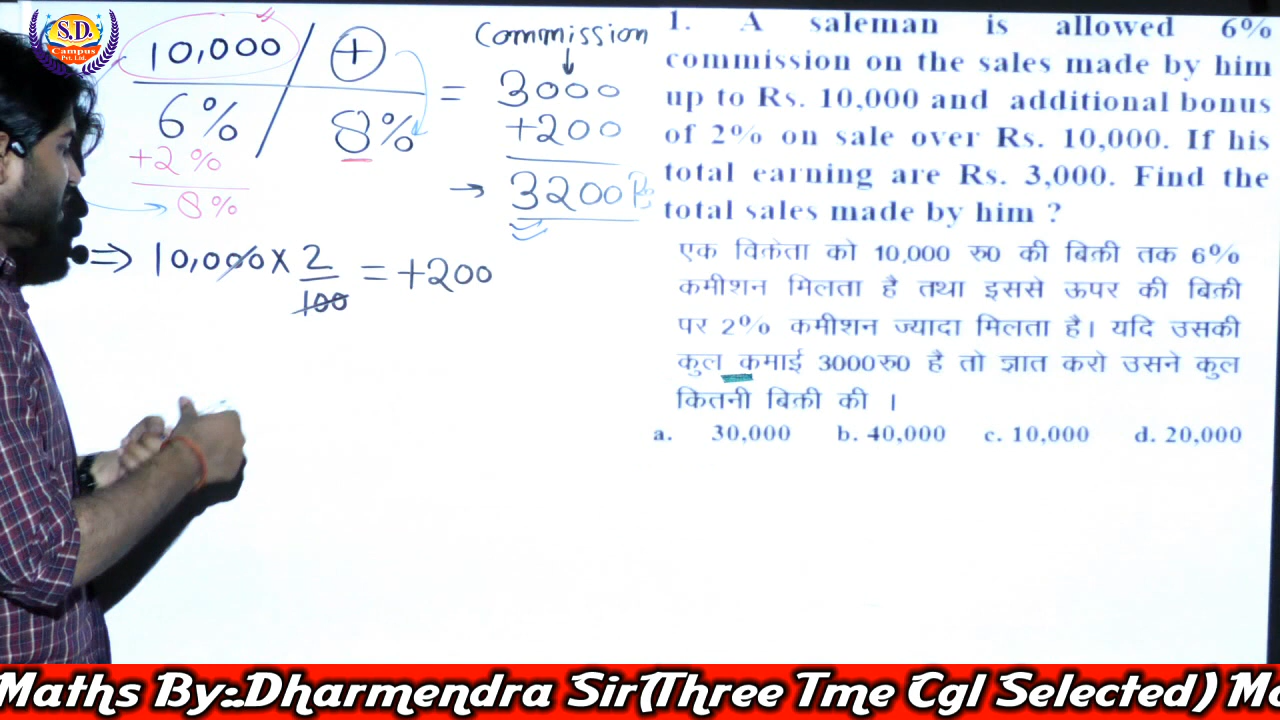 S.D.
Campus
Pvt. Ltd.
10,000 / +
6% / 8%
+2%
8%
Commission
= 3000
+200
→ 3200 Rs
⇒ 10,000 × 2/100 = +200
1. A saleman is allowed 6%
commission on the sales made by him
up to Rs. 10,000 and additional bonus
of 2% on sale over Rs. 10,000. If his
total earning are Rs. 3,000. Find the
total sales made by him ?
एक विकेता को 10,000 रु0 की बिकी तक 6%
कमीशन मिलता है तथा इससे ऊपर की बिकी
पर 2% कमीशन ज्यादा मिलता है। यदि उसकी
कुल कमाई 3000रु0 है तो ज्ञात करो उसने कुल
कितनी बिकी की ।
a. 30,000 b. 40,000 c. 10,000 d. 20,000
Maths By:-Dharmendra Sir(Three Tme Cgl Selected) Ma